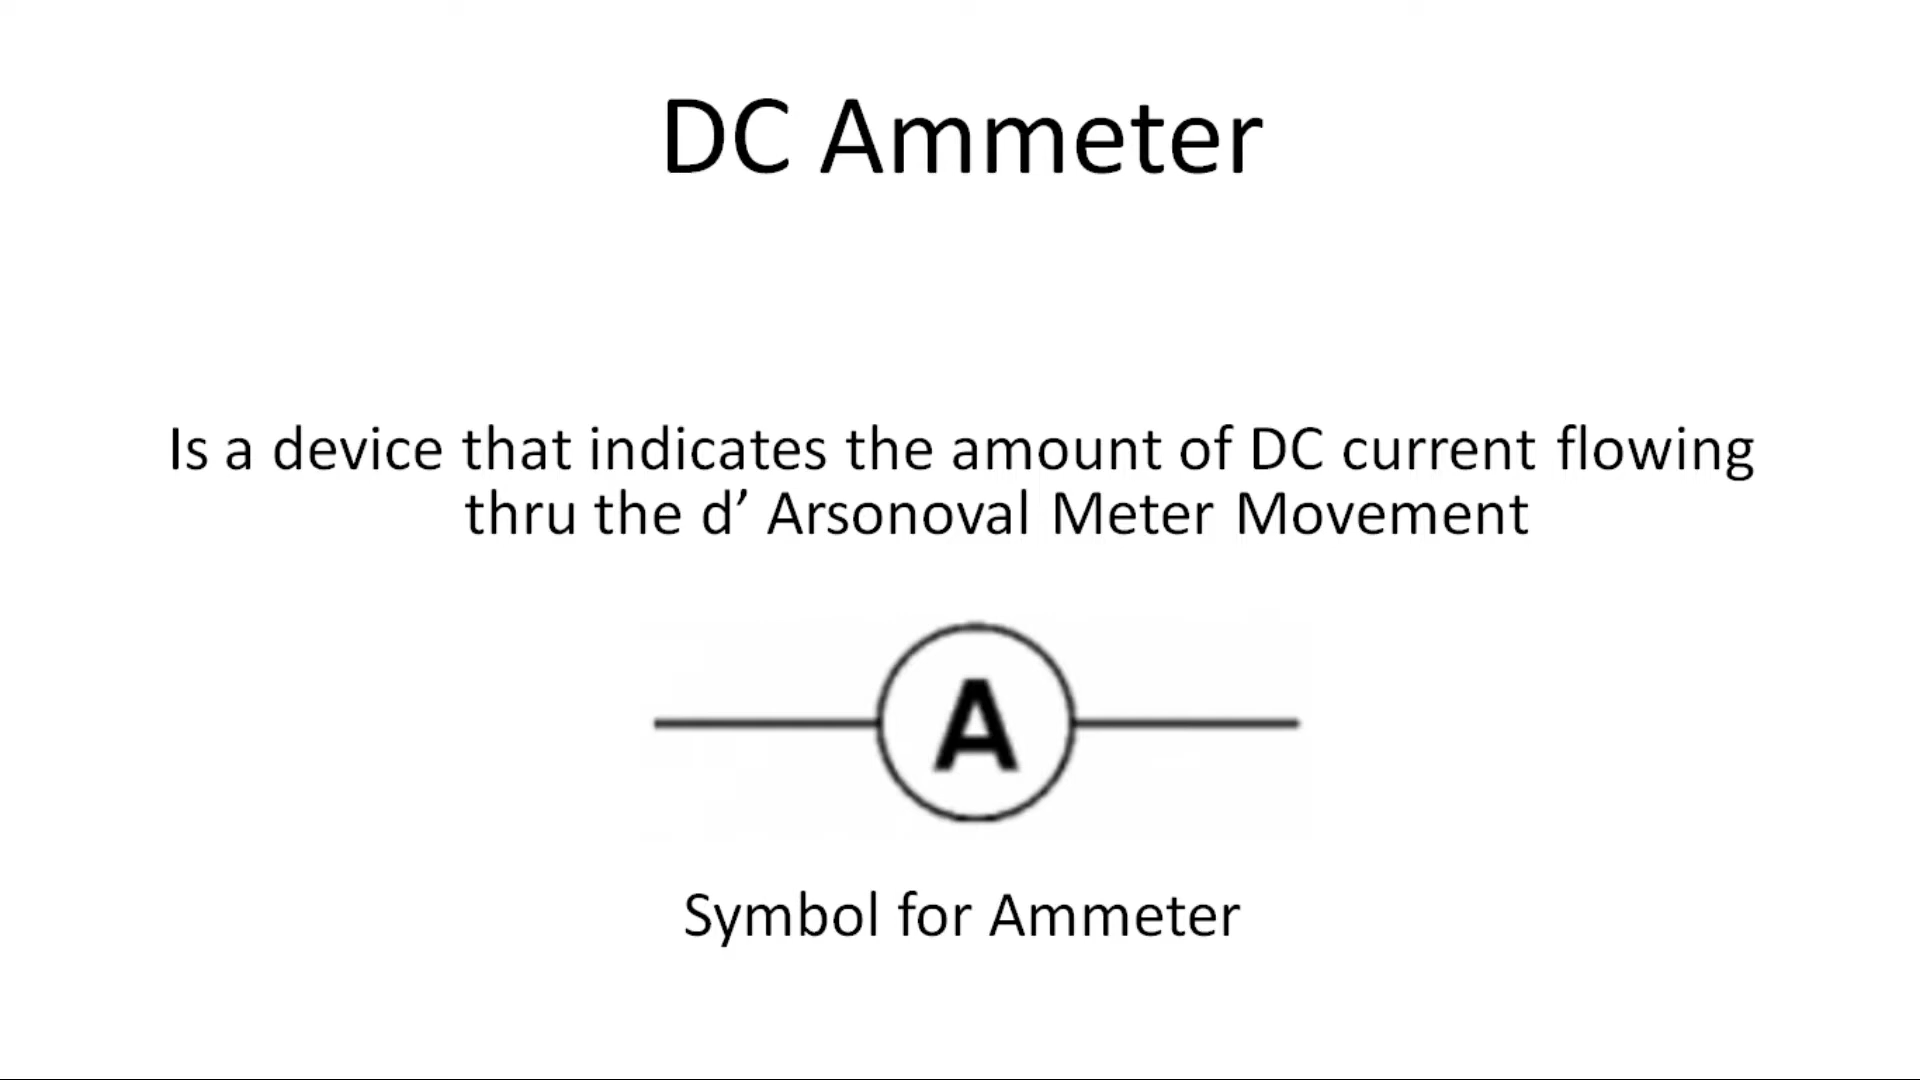 DC Ammeter
Is a device that indicates the amount of DC current flowing
thru the d’ Arsonoval Meter Movement
A
Symbol for Ammeter